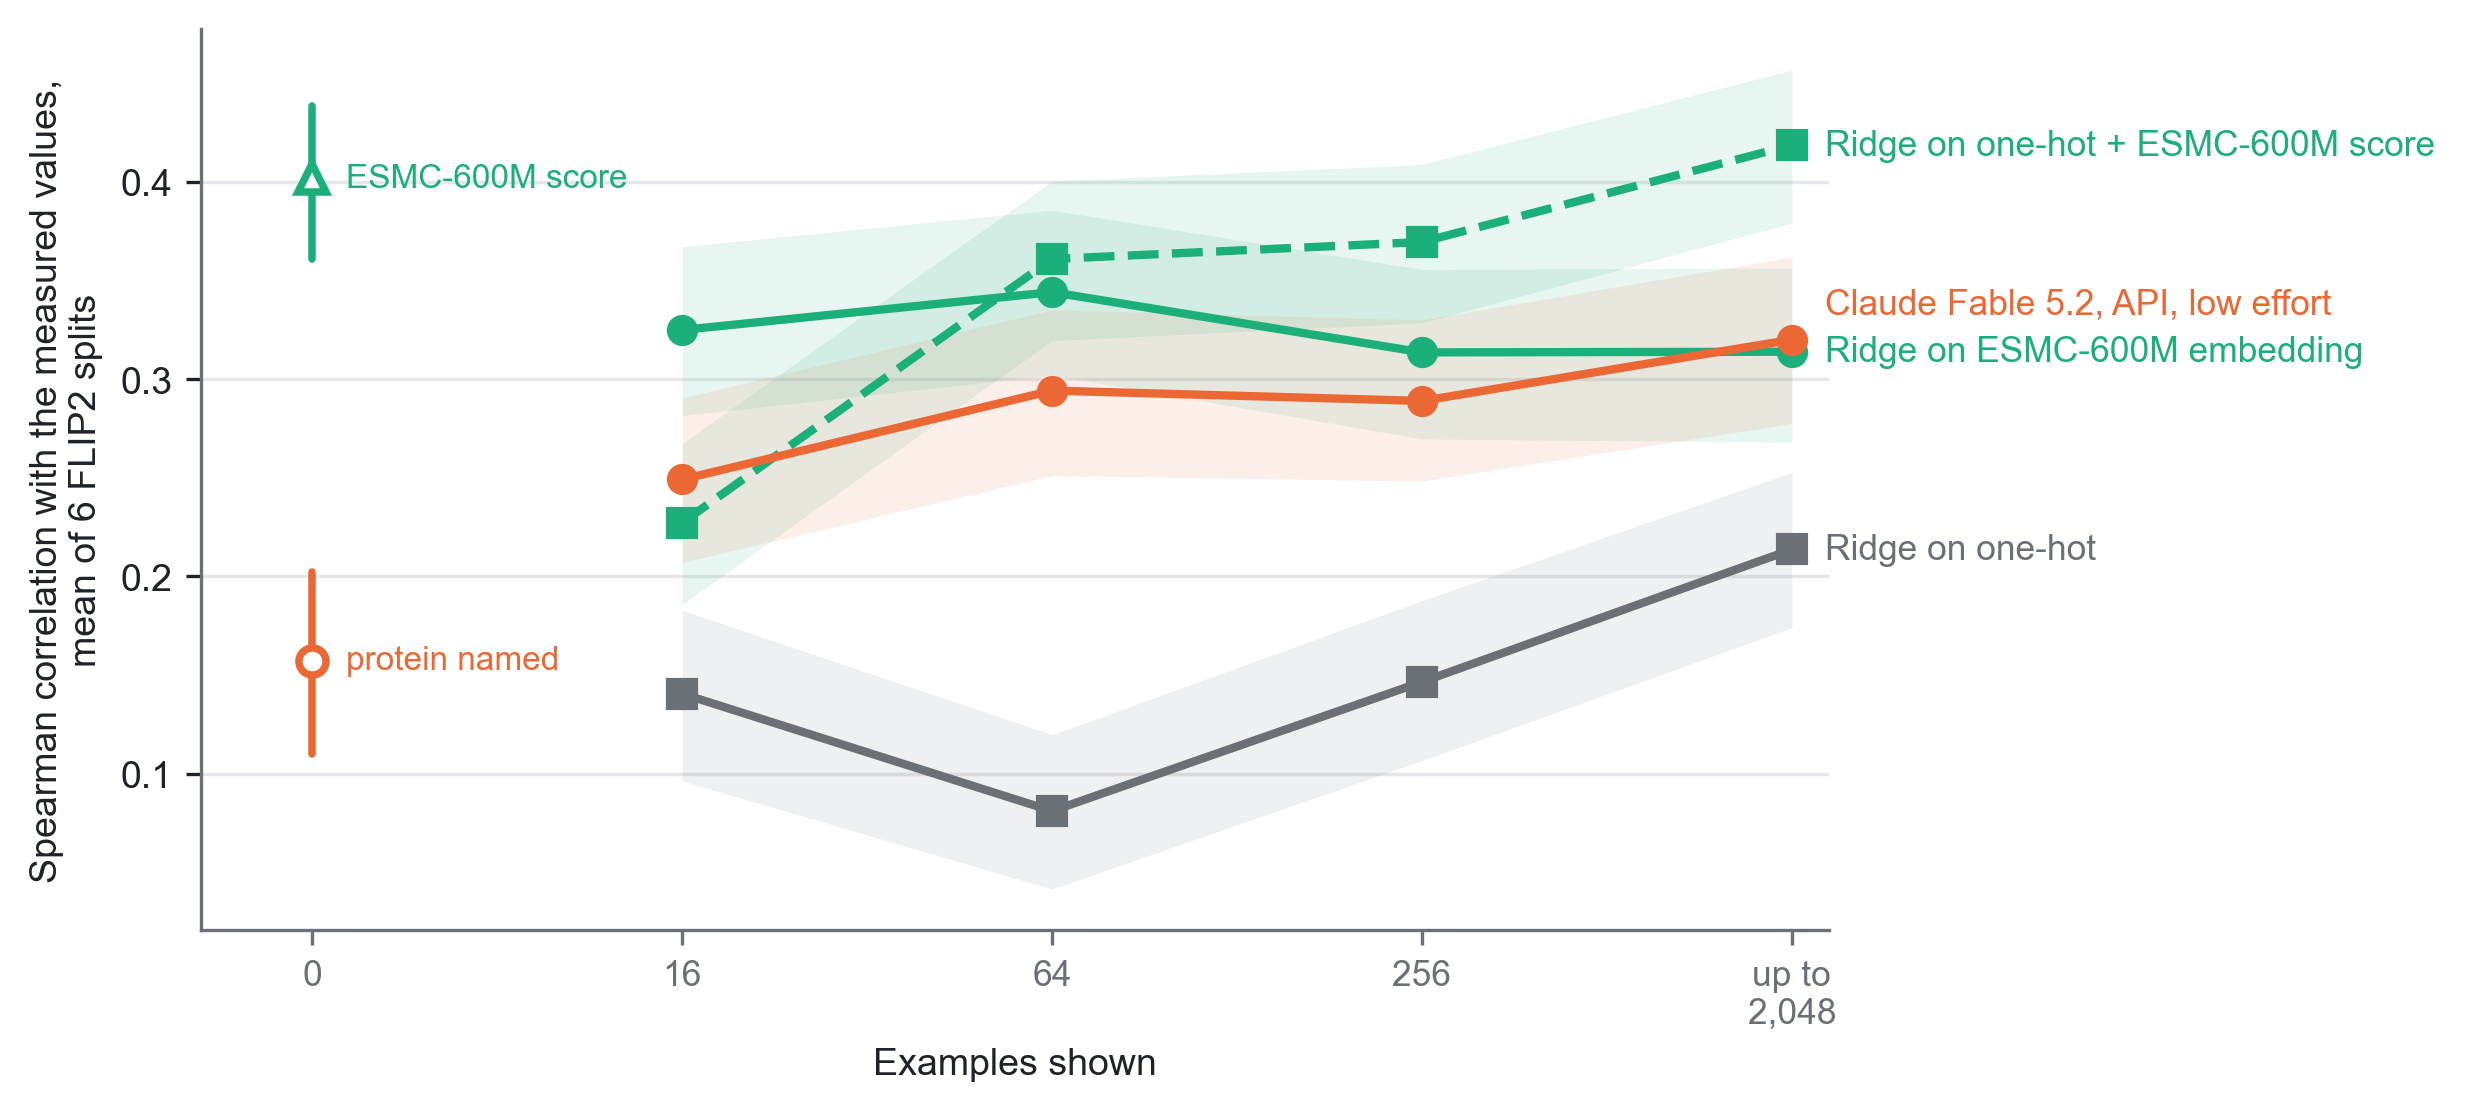 Spearman correlation with the measured values,
mean of 6 FLIP2 splits
0.4
0.3
0.2
0.1
ESMC-600M score
protein named
Ridge on one-hot + ESMC-600M score
Claude Fable 5.2, API, low effort
Ridge on ESMC-600M embedding
Ridge on one-hot
0
16
64
256
up to
2,048
Examples shown